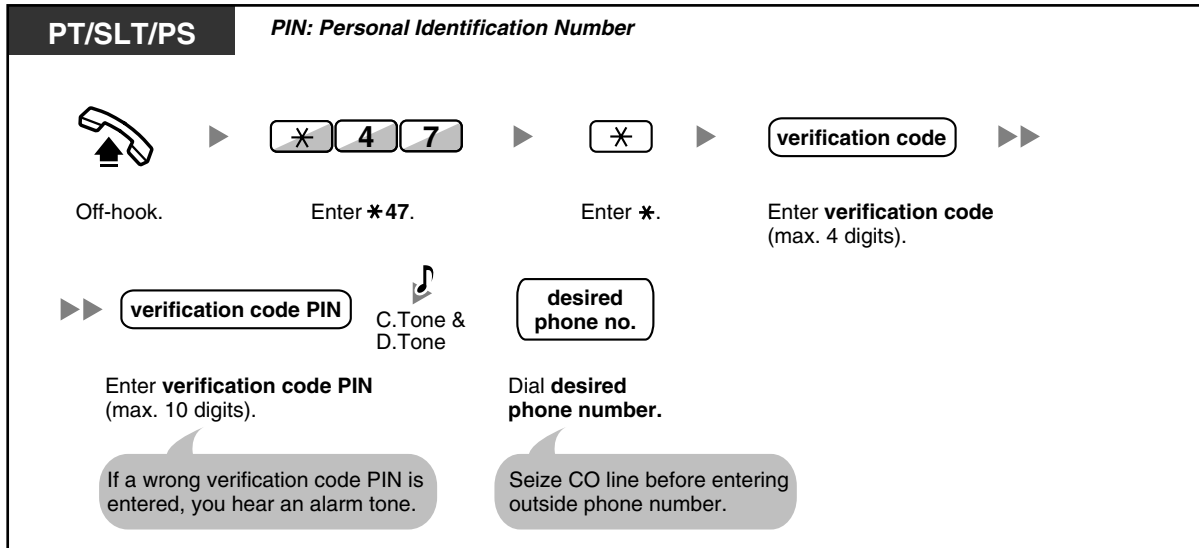 PT/SLT/PS
PIN: Personal Identification Number
* 4 7
*
verification code
Off-hook.
Enter *47.
Enter *.
Enter verification code
(max. 4 digits).
verification code PIN
C.Tone &
D.Tone
desired
phone no.
Enter verification code PIN
(max. 10 digits).
Dial desired
phone number.
If a wrong verification code PIN is
entered, you hear an alarm tone.
Seize CO line before entering
outside phone number.